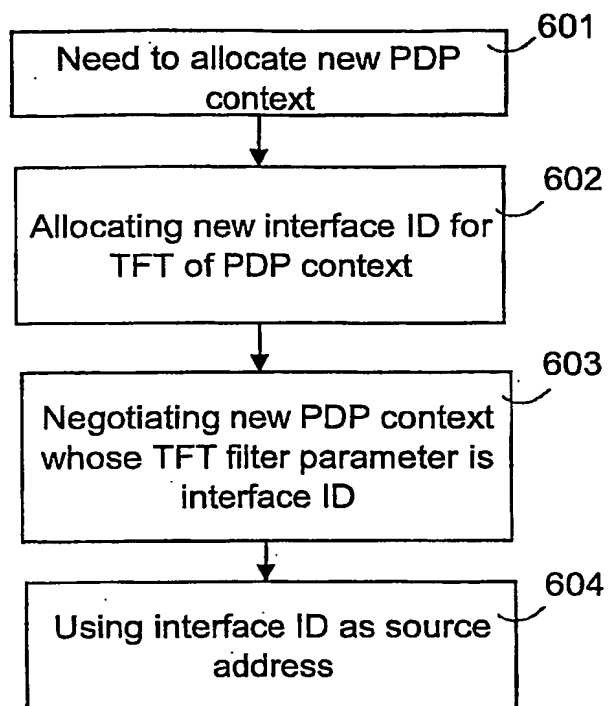 601
Need to allocate new PDP
context
602
Allocating new interface ID for
TFT of PDP context
603
Negotiating new PDP context
whose TFT filter parameter is
interface ID
604
Using interface ID as source
address